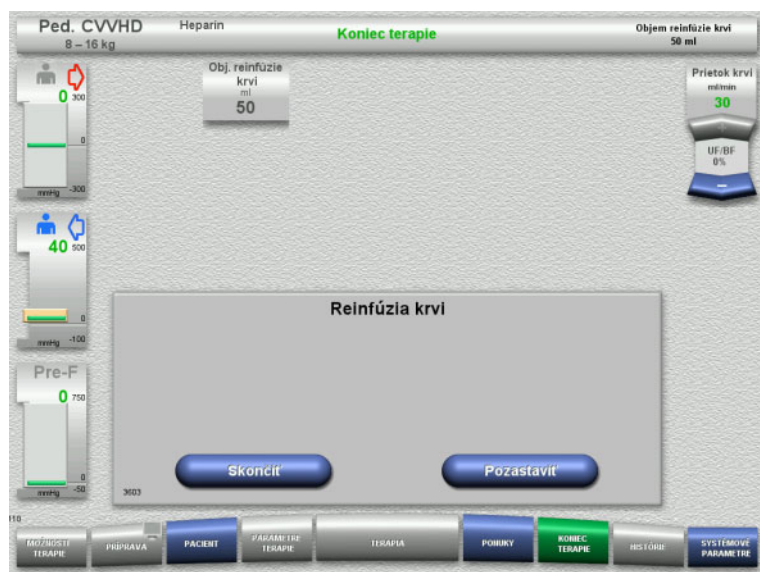 Ped. CVVHD
8 – 16 kg
Heparin
Koniec terapie
Objem reinfúzie krvi
50 ml
0
300
0
-300
mmHg
Obj. reinfúzie
krvi
ml
50
Prietok krvi
ml/min
30
+
UF/BF
0%
–
40
500
0
-100
mmHg
Pre-F
0
750
0
-50
mmHg
Reinfúzia krvi
Skončiť
Pozastaviť
3603
MOŽNOSTI
TERAPIE
PRÍPRAVA
PACIENT
PARAMETRE
TERAPIE
TERAPIA
PONUKY
KONIEC
TERAPIE
HISTÓRIE
SYSTÉMOVÉ
PARAMETRE